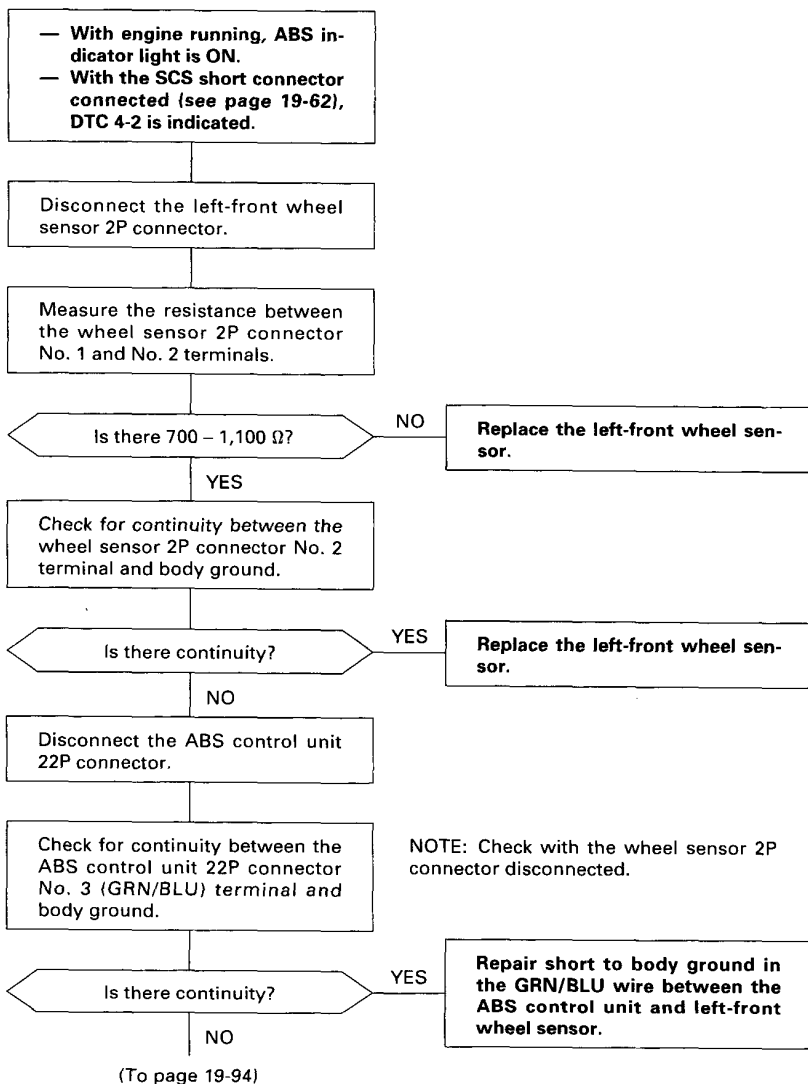 — With engine running, ABS in-
dicator light is ON.
— With the SCS short connector
connected (see page 19-62),
DTC 4-2 is indicated.
Disconnect the left-front wheel
sensor 2P connector.
Measure the resistance between
the wheel sensor 2P connector
No. 1 and No. 2 terminals.
Is there 700 – 1,100 Ω?
NO
Replace the left-front wheel sen-
sor.
YES
Check for continuity between the
wheel sensor 2P connector No. 2
terminal and body ground.
Is there continuity?
YES
Replace the left-front wheel sen-
sor.
NO
Disconnect the ABS control unit
22P connector.
Check for continuity between the
ABS control unit 22P connector
No. 3 (GRN/BLU) terminal and
body ground.
NOTE: Check with the wheel sensor 2P
connector disconnected.
Is there continuity?
YES
Repair short to body ground in
the GRN/BLU wire between the
ABS control unit and left-front
wheel sensor.
NO
(To page 19-94)